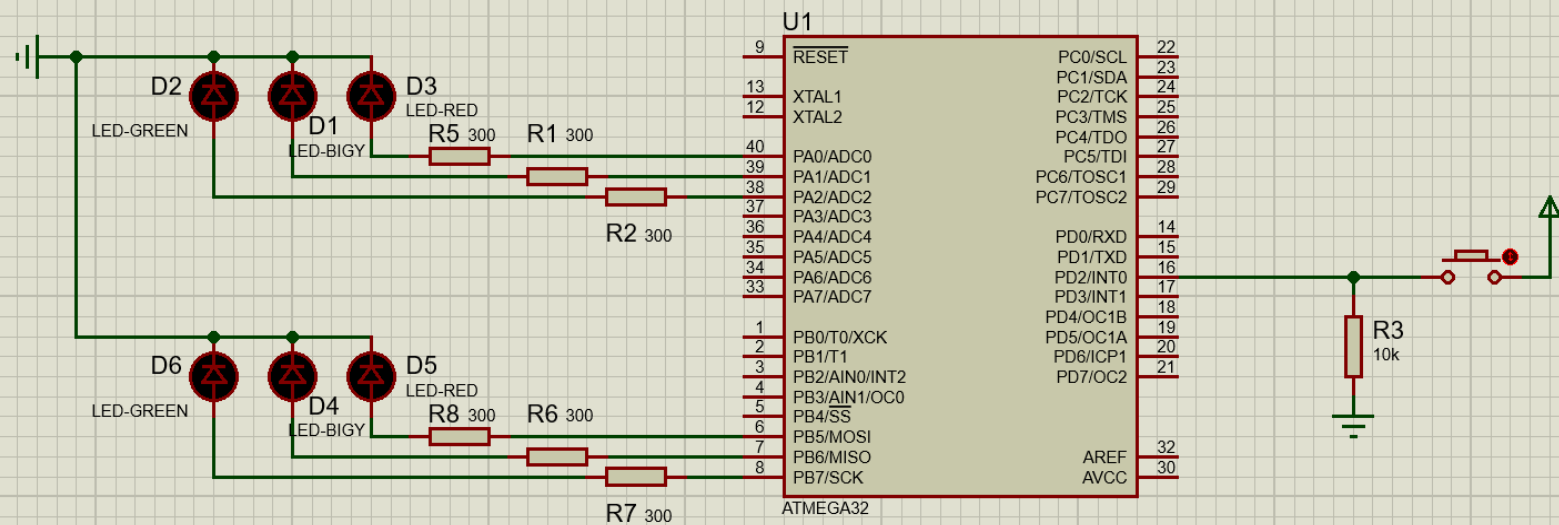 U1
9
RESET
13
XTAL1
12
XTAL2
40
PA0/ADC0
39
PA1/ADC1
38
PA2/ADC2
37
PA3/ADC3
36
PA4/ADC4
35
PA5/ADC5
34
PA6/ADC6
33
PA7/ADC7
1
PB0/T0/XCK
2
PB1/T1
3
PB2/AIN0/INT2
4
PB3/AIN1/OC0
5
PB4/SS
6
PB5/MOSI
7
PB6/MISO
8
PB7/SCK
PC0/SCL
22
PC1/SDA
23
PC2/TCK
24
PC3/TMS
25
PC4/TDO
26
PC5/TDI
27
PC6/TOSC1
28
PC7/TOSC2
29
PD0/RXD
14
PD1/TXD
15
PD2/INT0
16
PD3/INT1
17
PD4/OC1B
18
PD5/OC1A
19
PD6/ICP1
20
PD7/OC2
21
AREF
32
AVCC
30
ATMEGA32
D2
LED-GREEN
D1
LED-BIGY
D3
LED-RED
R5 300
R1 300
R2 300
D6
LED-GREEN
D4
LED-BIGY
D5
LED-RED
R8 300
R6 300
R7 300
R3
10k